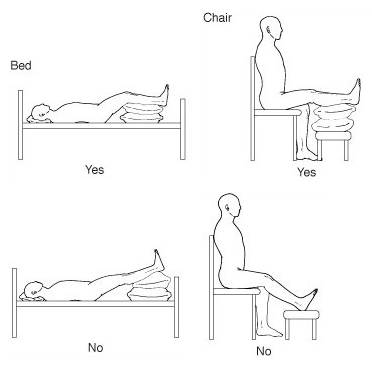 Chair
Bed
Yes
Yes
No
No